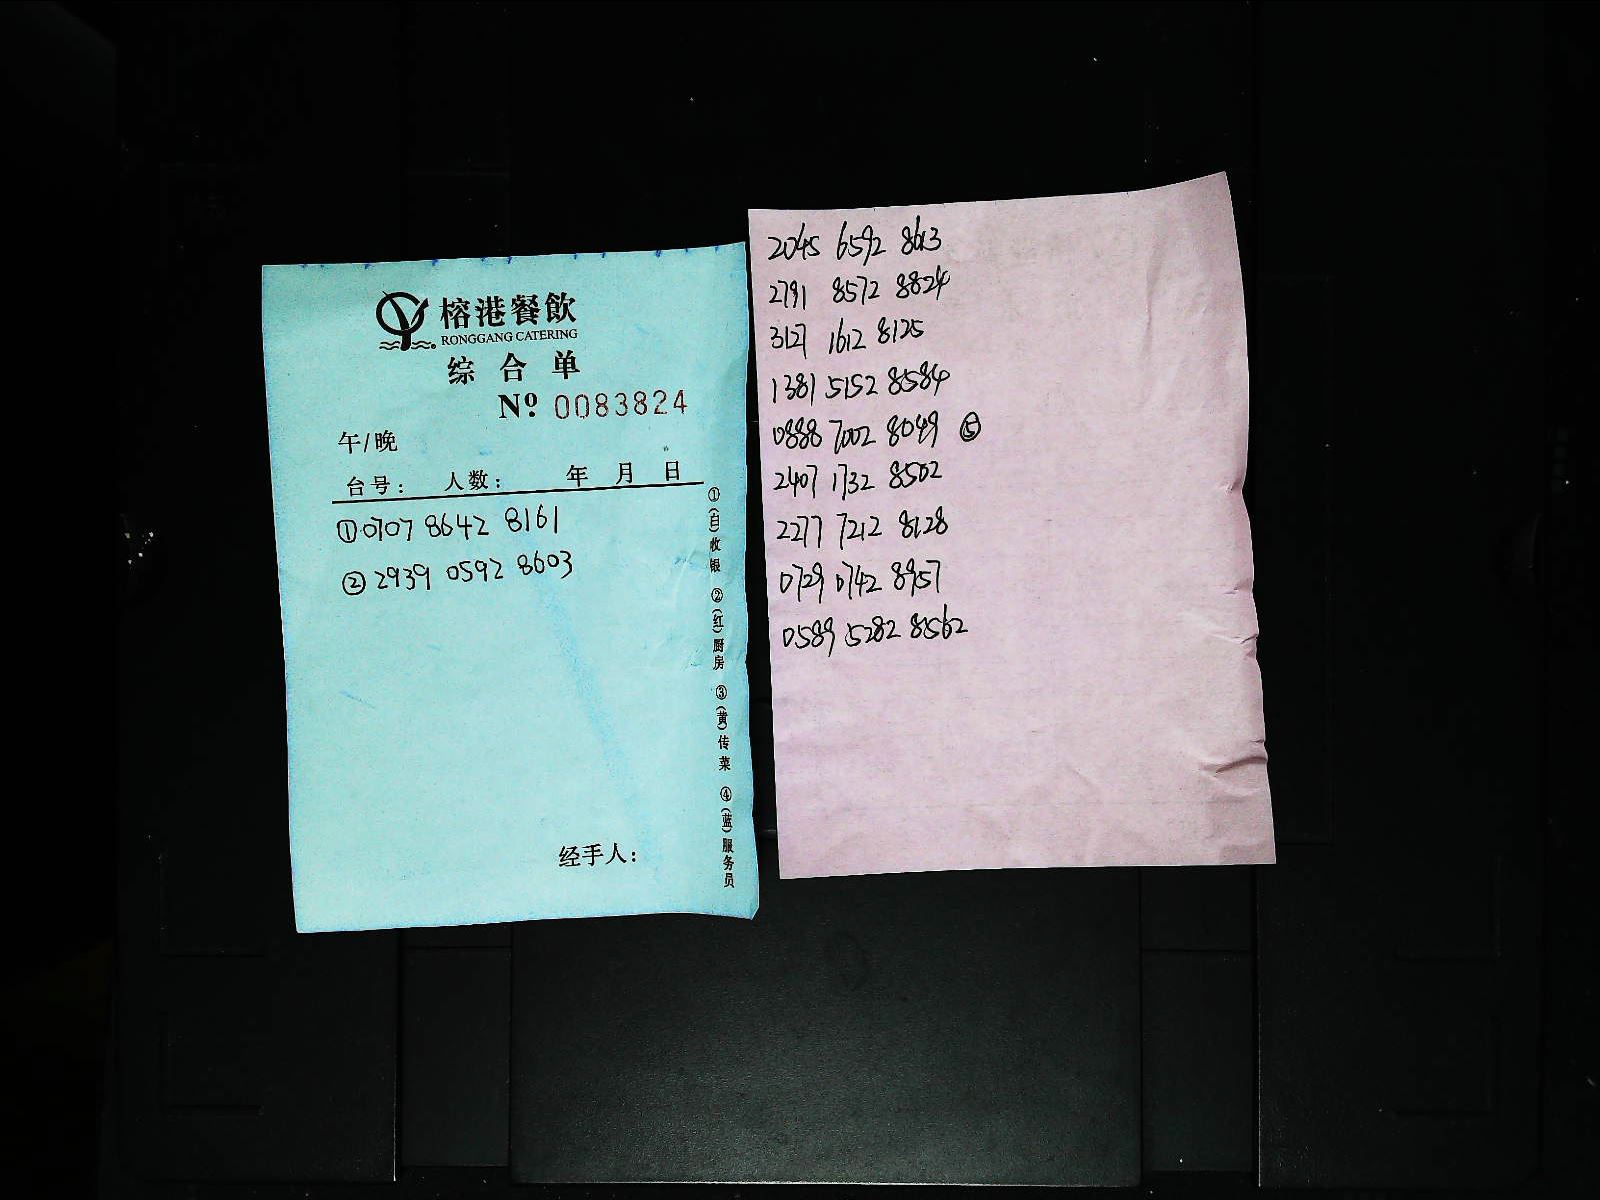 榕港餐飲
RONGGANG CATERING
综合单
Nº 0083824
午/晚
台号： 人数： 年 月 日
①0707 8642 8161
②2939 0592 8603
经手人：
①(白)收银 ②(红)厨房 ③(黄)传菜 ④(蓝)服务员
2045 6592 8613
2791 8572 8824
3127 1612 8125
1381 5152 8584
0888 7002 8049 ⑤
2407 1732 8502
2277 7212 8128
0729 0742 8957
0589 5282 8562